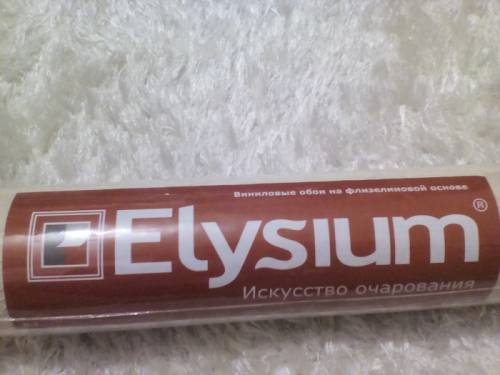 Виниловые обои на флизелиновой основе
Elysium®
Искусство очарования